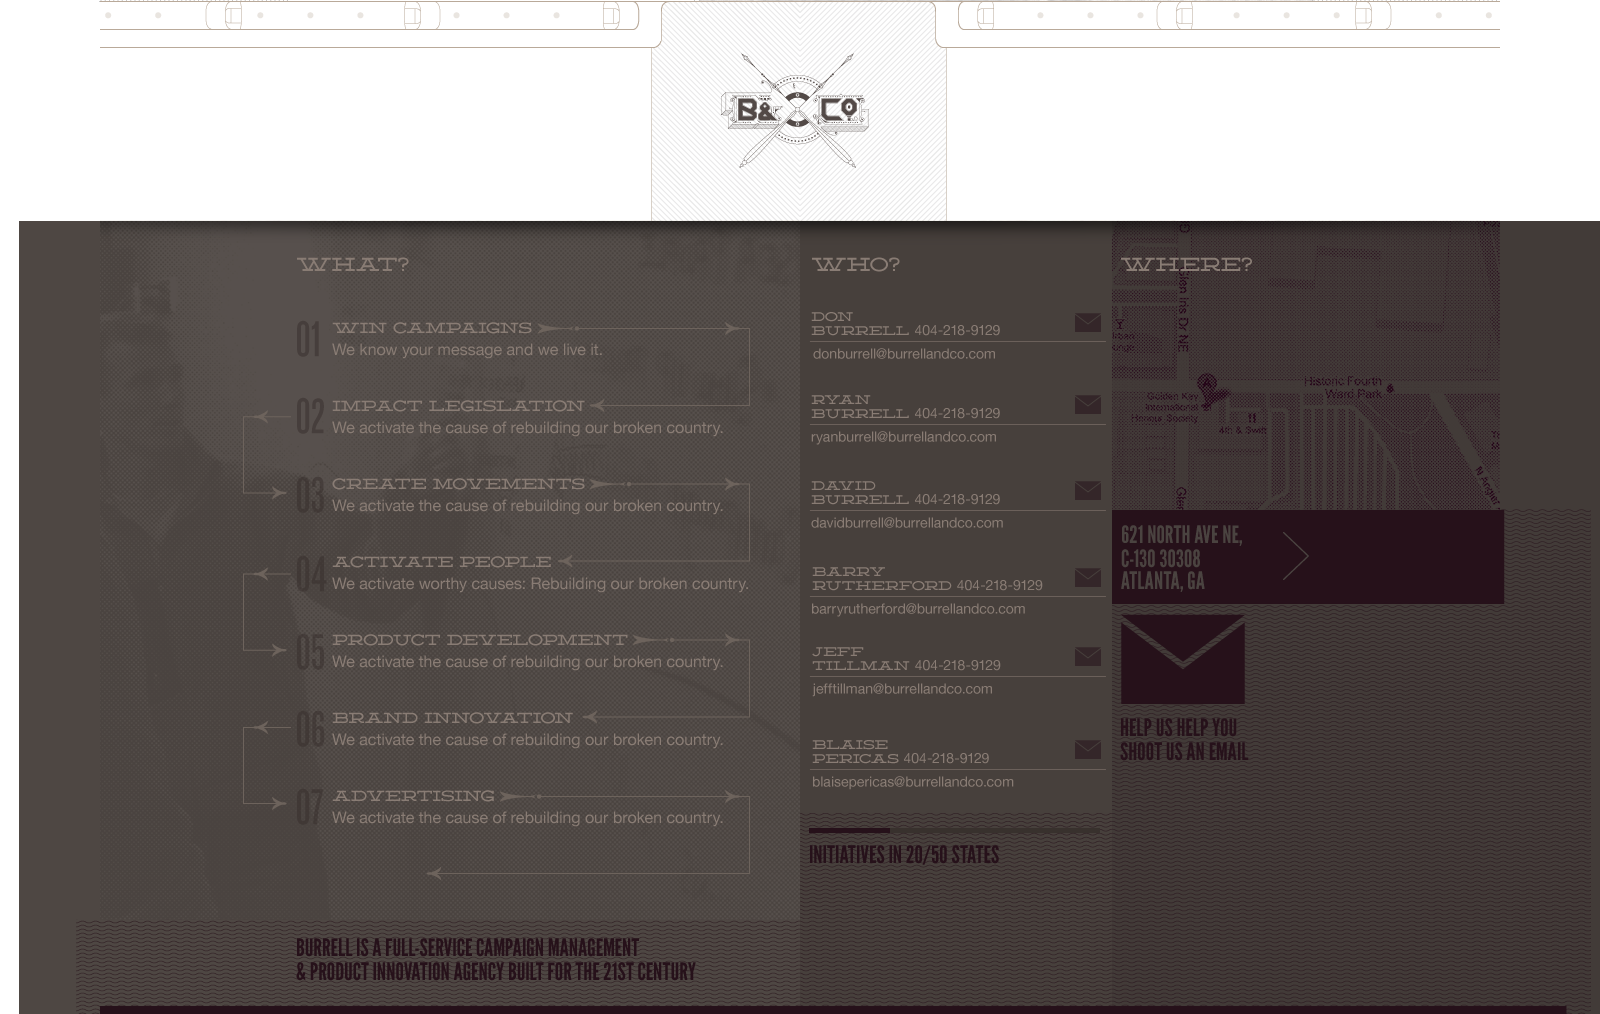 B& CO
WHAT?
01 WIN CAMPAIGNS
We know your message and we live it.
02 IMPACT LEGISLATION
We activate the cause of rebuilding our broken country.
03 CREATE MOVEMENTS
We activate the cause of rebuilding our broken country.
04 ACTIVATE PEOPLE
We activate worthy causes: Rebuilding our broken country.
05 PRODUCT DEVELOPMENT
We activate the cause of rebuilding our broken country.
06 BRAND INNOVATION
We activate the cause of rebuilding our broken country.
07 ADVERTISING
We activate the cause of rebuilding our broken country.
BURRELL IS A FULL-SERVICE CAMPAIGN MANAGEMENT
& PRODUCT INNOVATION AGENCY BUILT FOR THE 21ST CENTURY
WHO?
DON
BURRELL 404-218-9129
donburrell@burrellandco.com
RYAN
BURRELL 404-218-9129
ryanburrell@burrellandco.com
DAVID
BURRELL 404-218-9129
davidburrell@burrellandco.com
BARRY
RUTHERFORD 404-218-9129
barryrutherford@burrellandco.com
JEFF
TILLMAN 404-218-9129
jefftillman@burrellandco.com
BLAISE
PERICAS 404-218-9129
blaisepericas@burrellandco.com
INITIATIVES IN 20/50 STATES
WHERE?
Glen Iris Dr NE
A
Historic Fourth
Ward Park
Golden Key
International
Honour Society
4th & Swift
N Angier
621 NORTH AVE NE,
C-130 30308
ATLANTA, GA
HELP US HELP YOU
SHOOT US AN EMAIL